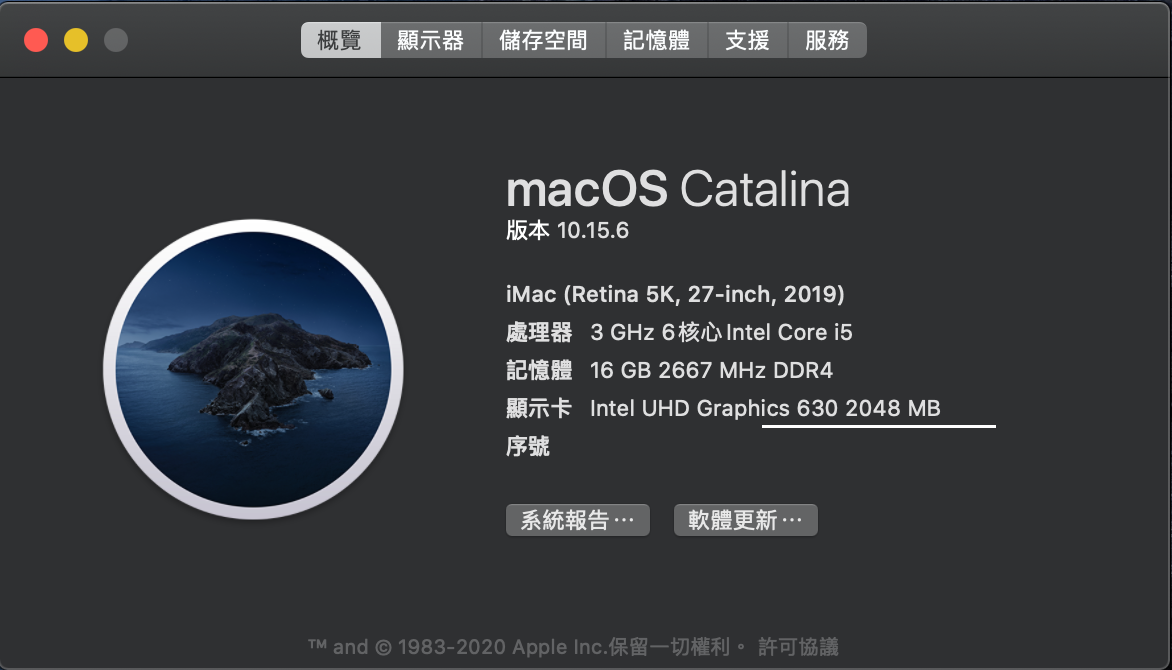 概覽 顯示器 儲存空間 記憶體 支援 服務
macOS Catalina
版本 10.15.6
iMac (Retina 5K, 27-inch, 2019)
處理器 3 GHz 6核心Intel Core i5
記憶體 16 GB 2667 MHz DDR4
顯示卡 Intel UHD Graphics 630 2048 MB
序號
系統報告⋯ 軟體更新⋯
™ and © 1983-2020 Apple Inc.保留一切權利。 許可協議